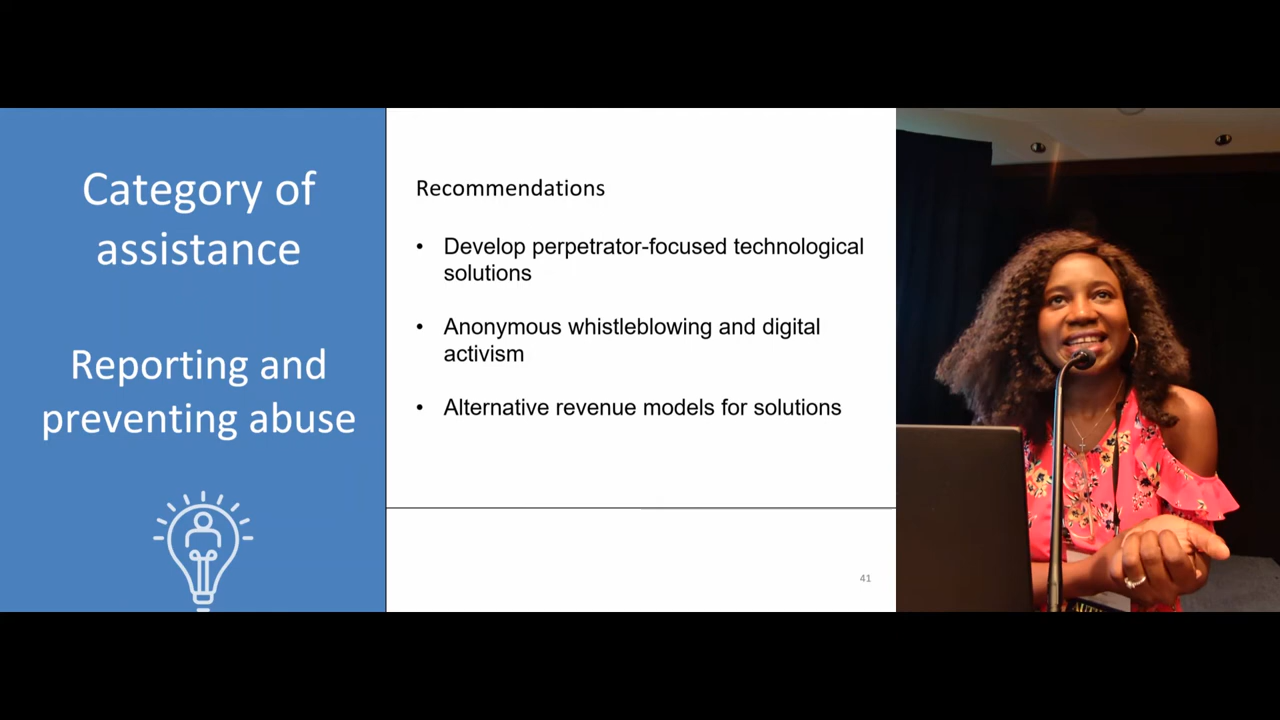 Category of
assistance
Reporting and
preventing abuse
Recommendations
• Develop perpetrator-focused technological
solutions
• Anonymous whistleblowing and digital
activism
• Alternative revenue models for solutions
41